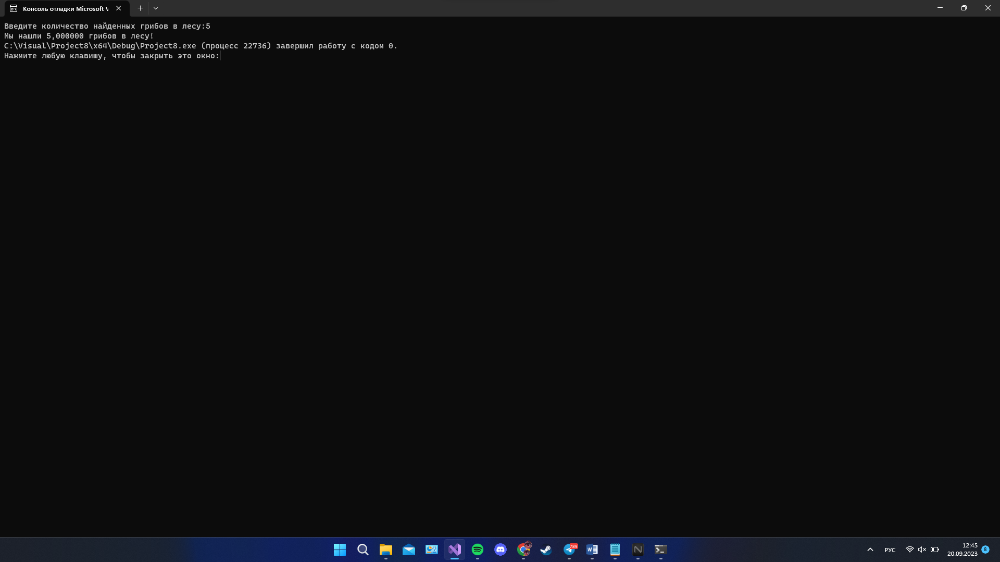 Консоль отладки Microsoft V
Введите количество найденных грибов в лесу:5
Мы нашли 5,000000 грибов в лесу!
C:\Visual\Project8\x64\Debug\Project8.exe (процесс 22736) завершил работу с кодом 0.
Нажмите любую клавишу, чтобы закрыть это окно:
789
РУС
12:45
20.09.2023
8